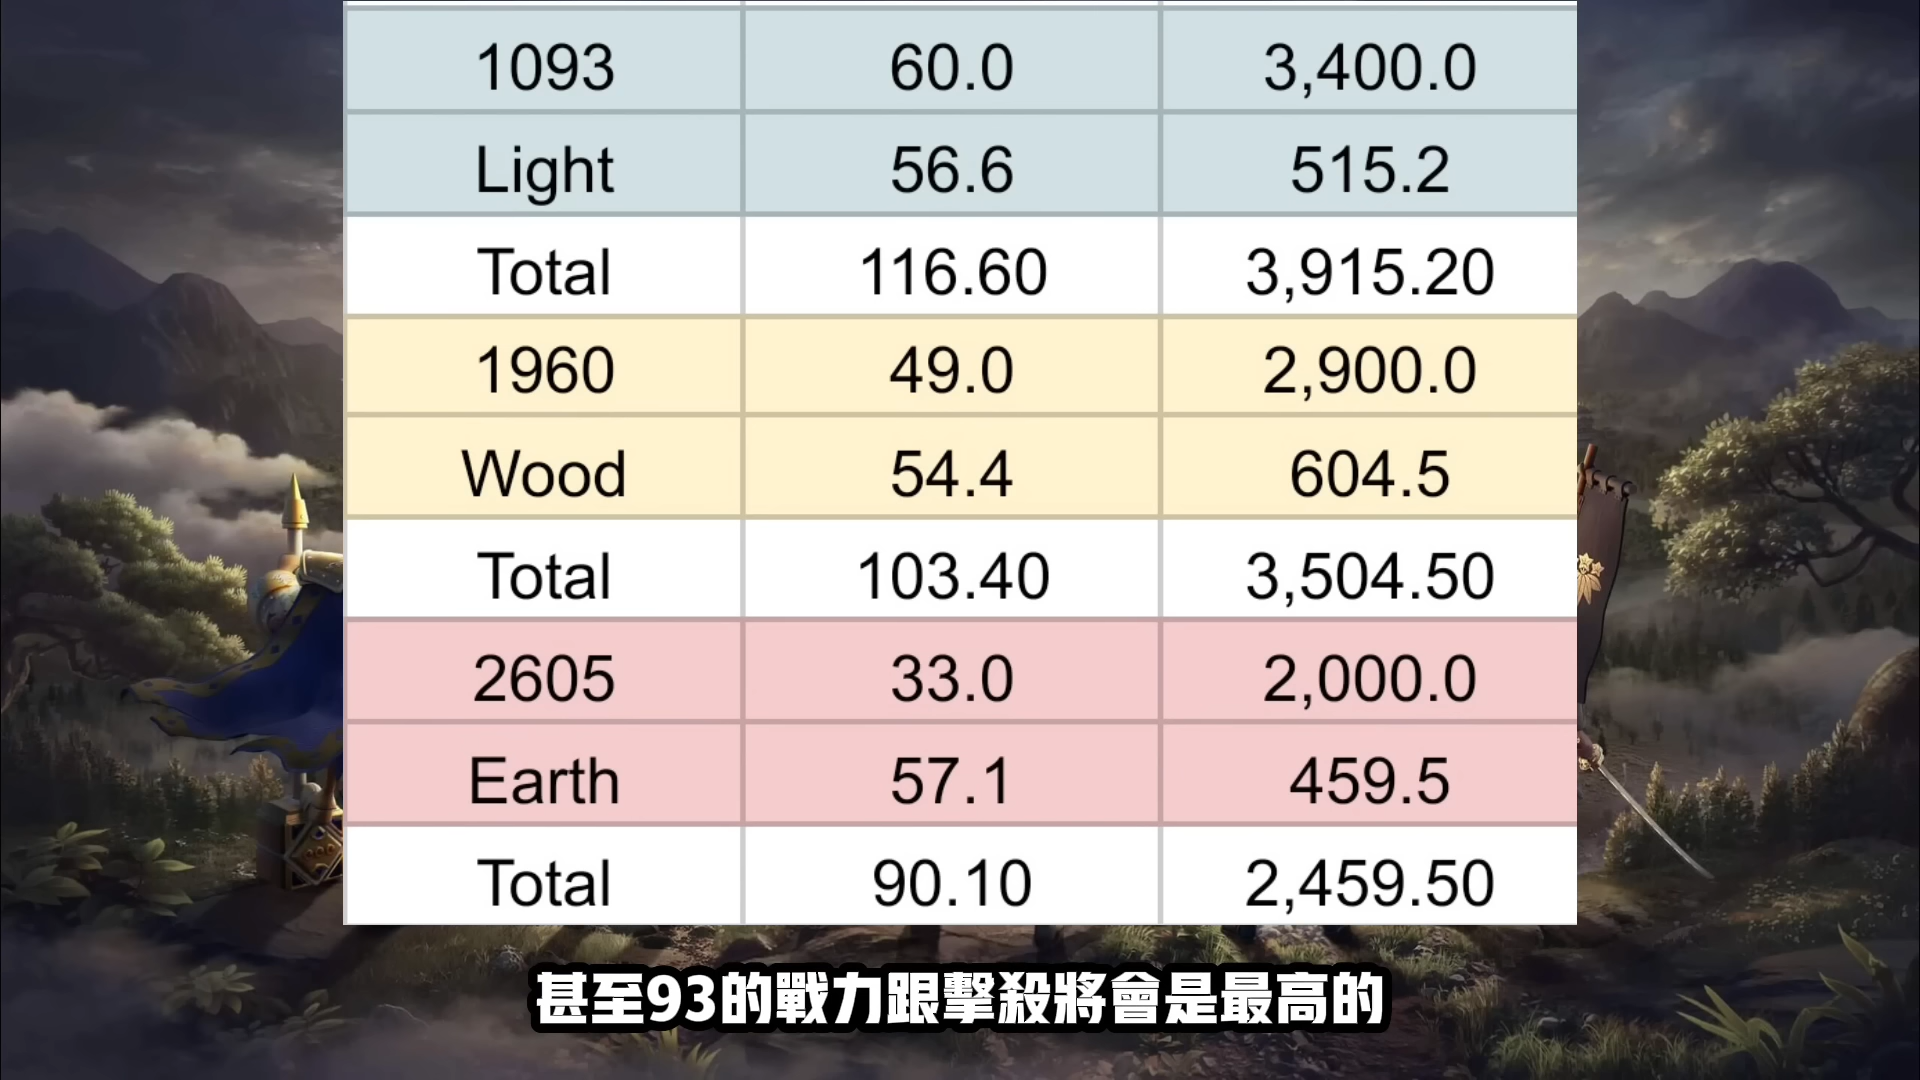 1093 60.0 3,400.0
Light 56.6 515.2
Total 116.60 3,915.20
1960 49.0 2,900.0
Wood 54.4 604.5
Total 103.40 3,504.50
2605 33.0 2,000.0
Earth 57.1 459.5
Total 90.10 2,459.50
甚至93的戰力跟擊殺將會是最高的